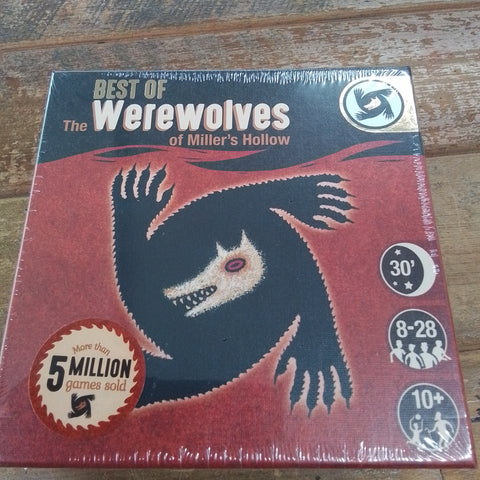 BEST OF
The Werewolves
of Miller's Hollow
30'
8-28
10+
More than
5 MILLION
games sold